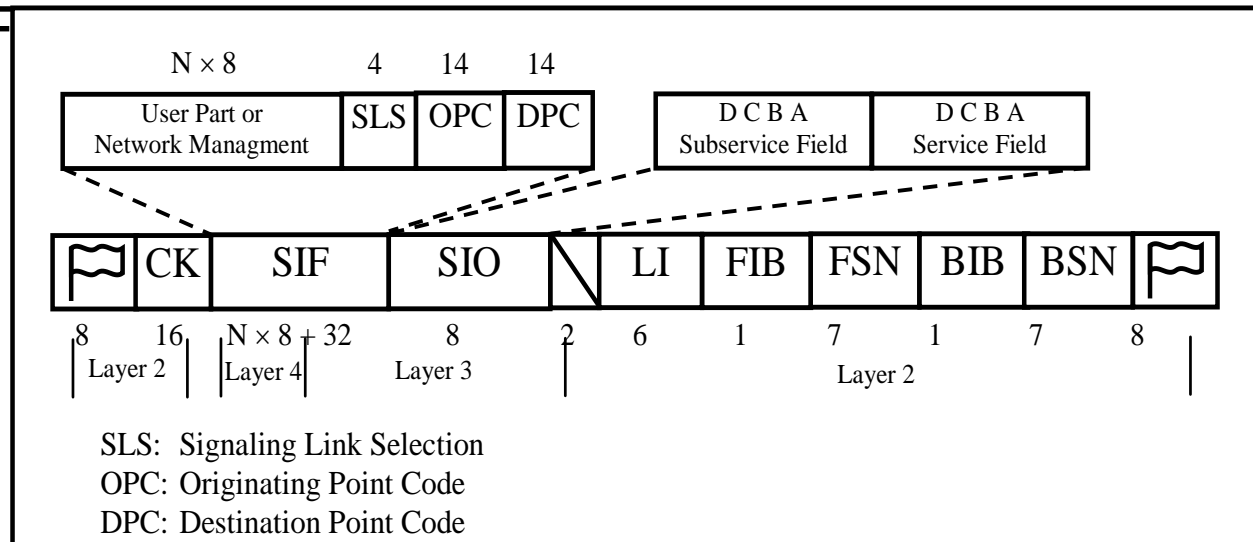 N × 8 4 14 14
User Part or
Network Managment
SLS OPC DPC
D C B A
Subservice Field
D C B A
Service Field
CK SIF SIO LI FIB FSN BIB BSN
8 16 N × 8 + 32 8 2 6 1 7 1 7 8
Layer 2 Layer 4 Layer 3 Layer 2
SLS: Signaling Link Selection
OPC: Originating Point Code
DPC: Destination Point Code